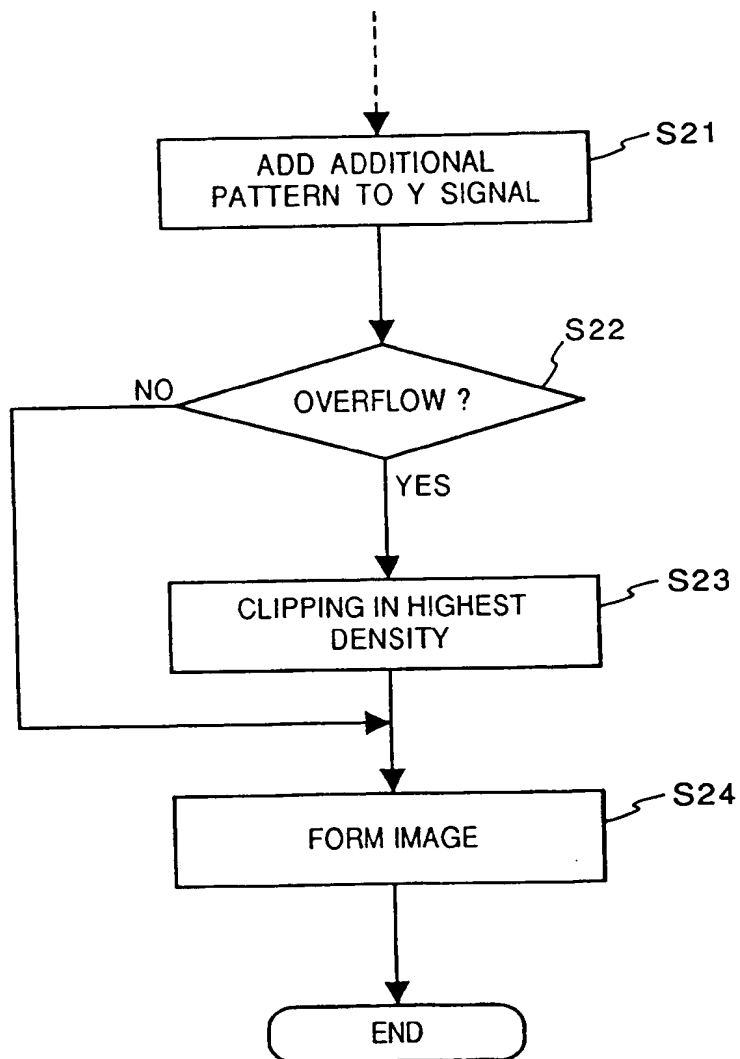 S21
ADD ADDITIONAL
PATTERN TO Y SIGNAL
S22
NO
OVERFLOW ?
YES
S23
CLIPPING IN HIGHEST
DENSITY
S24
FORM IMAGE
END